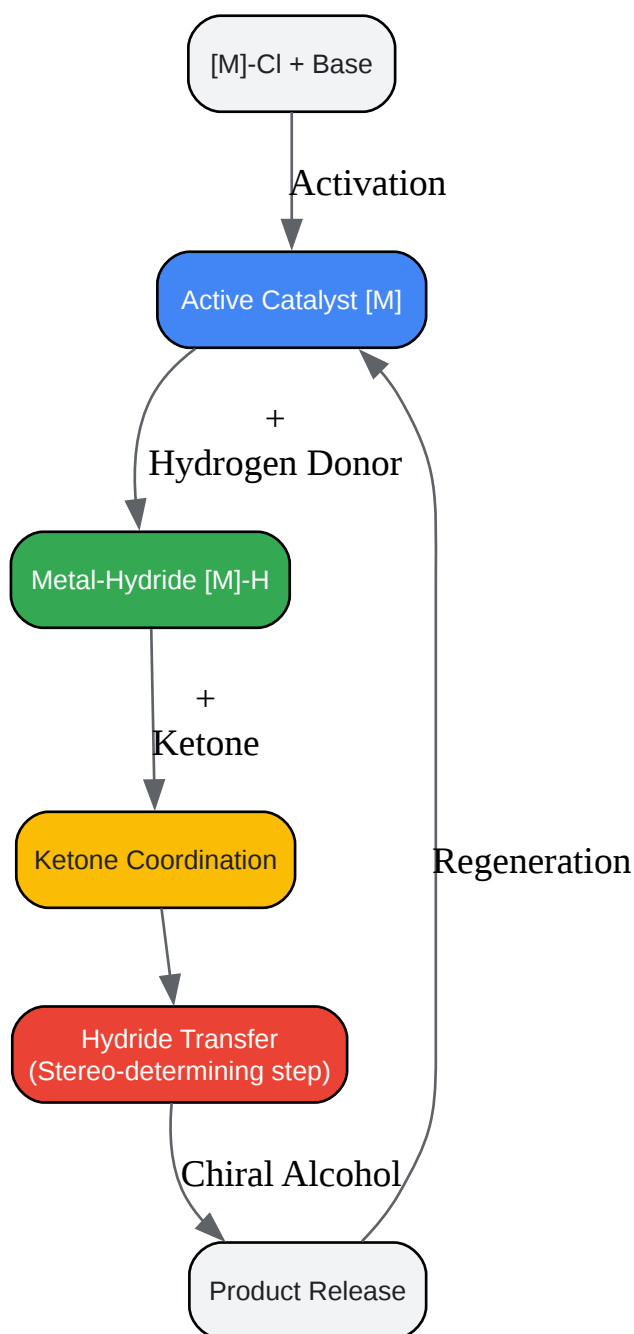 [M]-Cl + Base
Activation
Active Catalyst [M]
+
Hydrogen Donor
Metal-Hydride [M]-H
+
Ketone
Ketone Coordination
Regeneration
Hydride Transfer
(Stereo-determining step)
Chiral Alcohol
Product Release